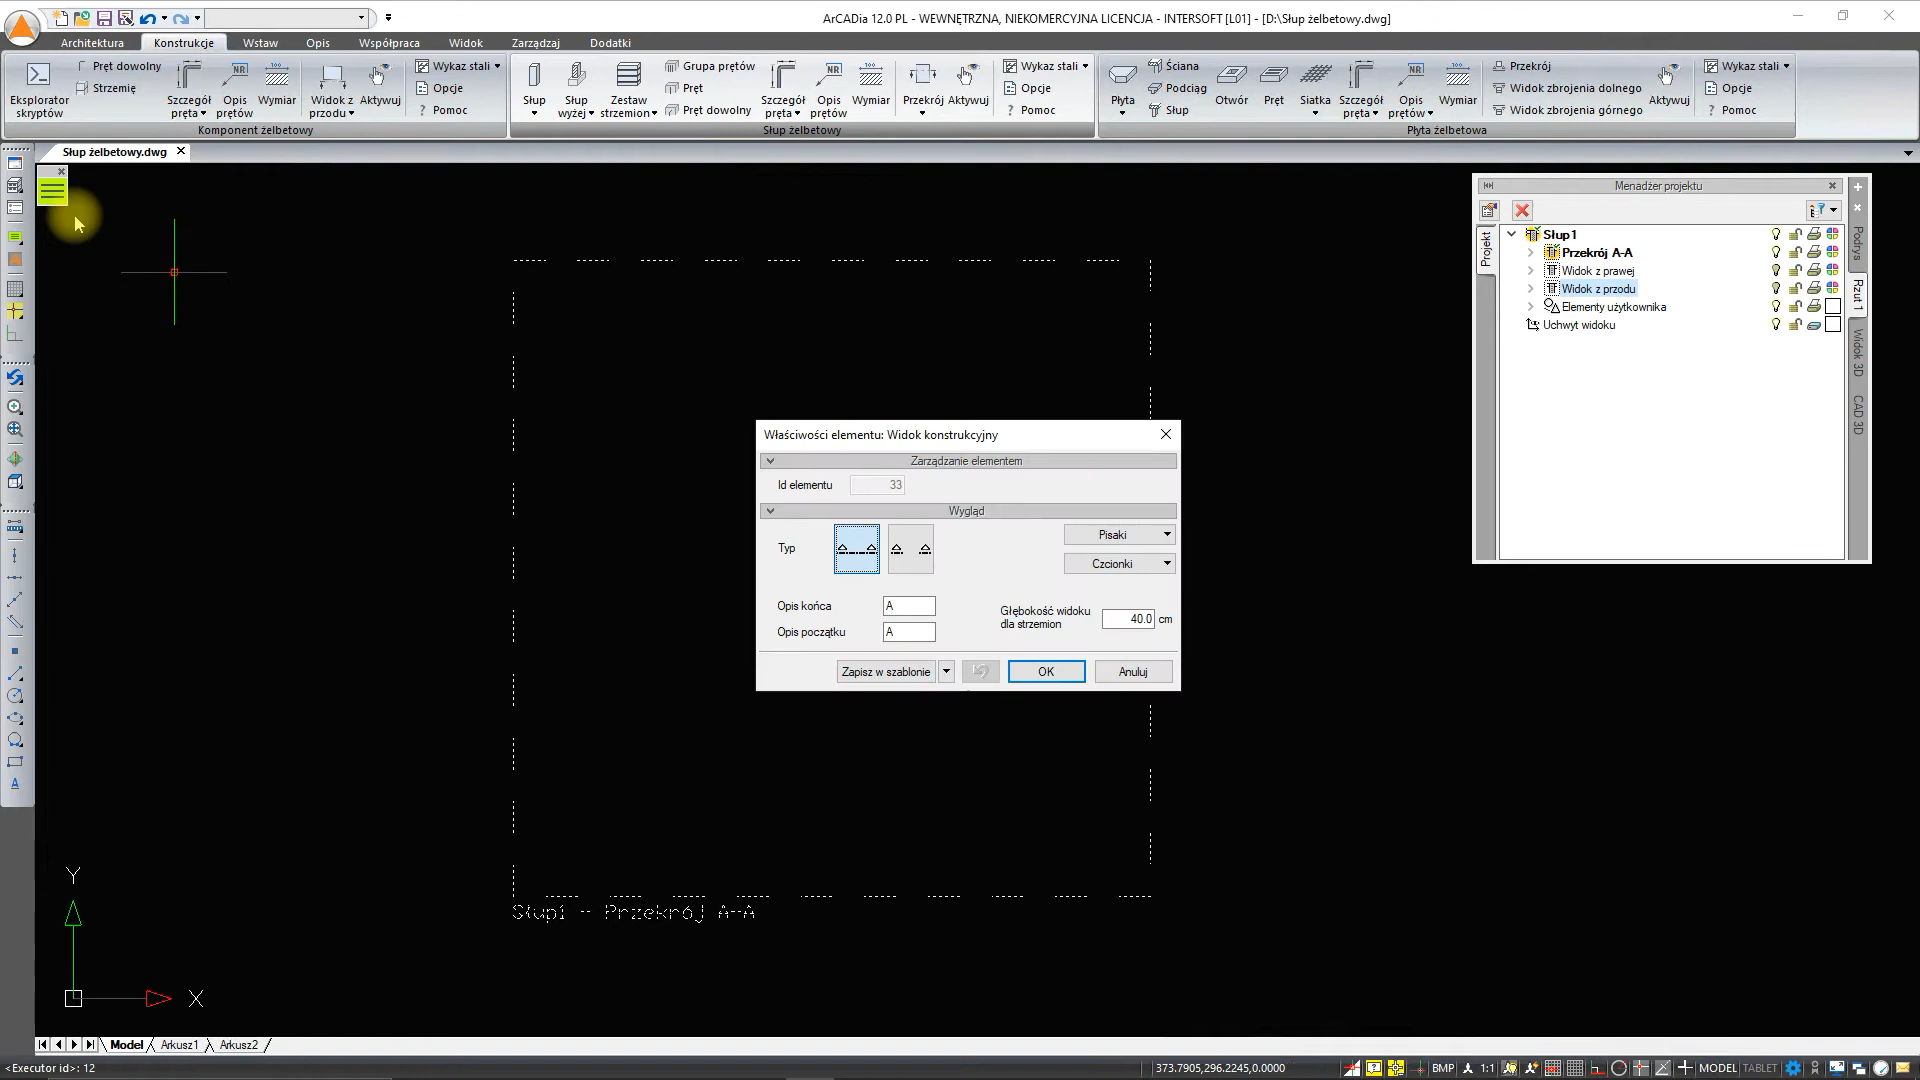 ArCADia 12.0 PL - WEWNĘTRZNA, NIEKOMERCYJNA LICENCJA - INTERSOFT [L01] - [D:\Słup żelbetowy.dwg]
Architektura Konstrukcje Wstaw Opis Współpraca Widok Zarządzaj Dodatki
Eksplorator skryptów
Pręt dowolny
Strzemię
Szczegół pręta
NR
Opis prętów
Wymiar
Widok z przodu
Aktywuj
Wykaz stali
Opcje
? Pomoc
Komponent żelbetowy
Słup
Słup wyżej
Zestaw strzemion
Grupa prętów
Pręt
Pręt dowolny
Szczegół pręta
NR
Opis prętów
Wymiar
Przekrój
Aktywuj
Wykaz stali
Opcje
? Pomoc
Słup żelbetowy
Płyta
Ściana
Podciąg
Słup
Otwór
Pręt
Siatka
Szczegół pręta
NR
Opis prętów
Wymiar
Przekrój
Widok zbrojenia dolnego
Widok zbrojenia górnego
Aktywuj
Wykaz stali
Opcje
? Pomoc
Płyta żelbetowa
Słup żelbetowy.dwg
Menadżer projektu
Projekt
Słup1
Przekrój A-A
Widok z prawej
Widok z przodu
Elementy użytkownika
Uchwyt widoku
Podrys
Rzut 1
Widok 3D
CAD 3D
Właściwości elementu: Widok konstrukcyjny
Zarządzanie elementem
Id elementu 33
Wygląd
Typ
Pisaki
Czcionki
Opis końca A
Opis początku A
Głębokość widoku dla strzemion 40.0 cm
Zapisz w szablonie
OK
Anuluj
Słup1 - Przekrój A-A
Y
X
Model Arkusz1 Arkusz2
<Executor id>: 12
373.7905,296.2245,0.0000
BMP
1:1
MODEL
TABLET